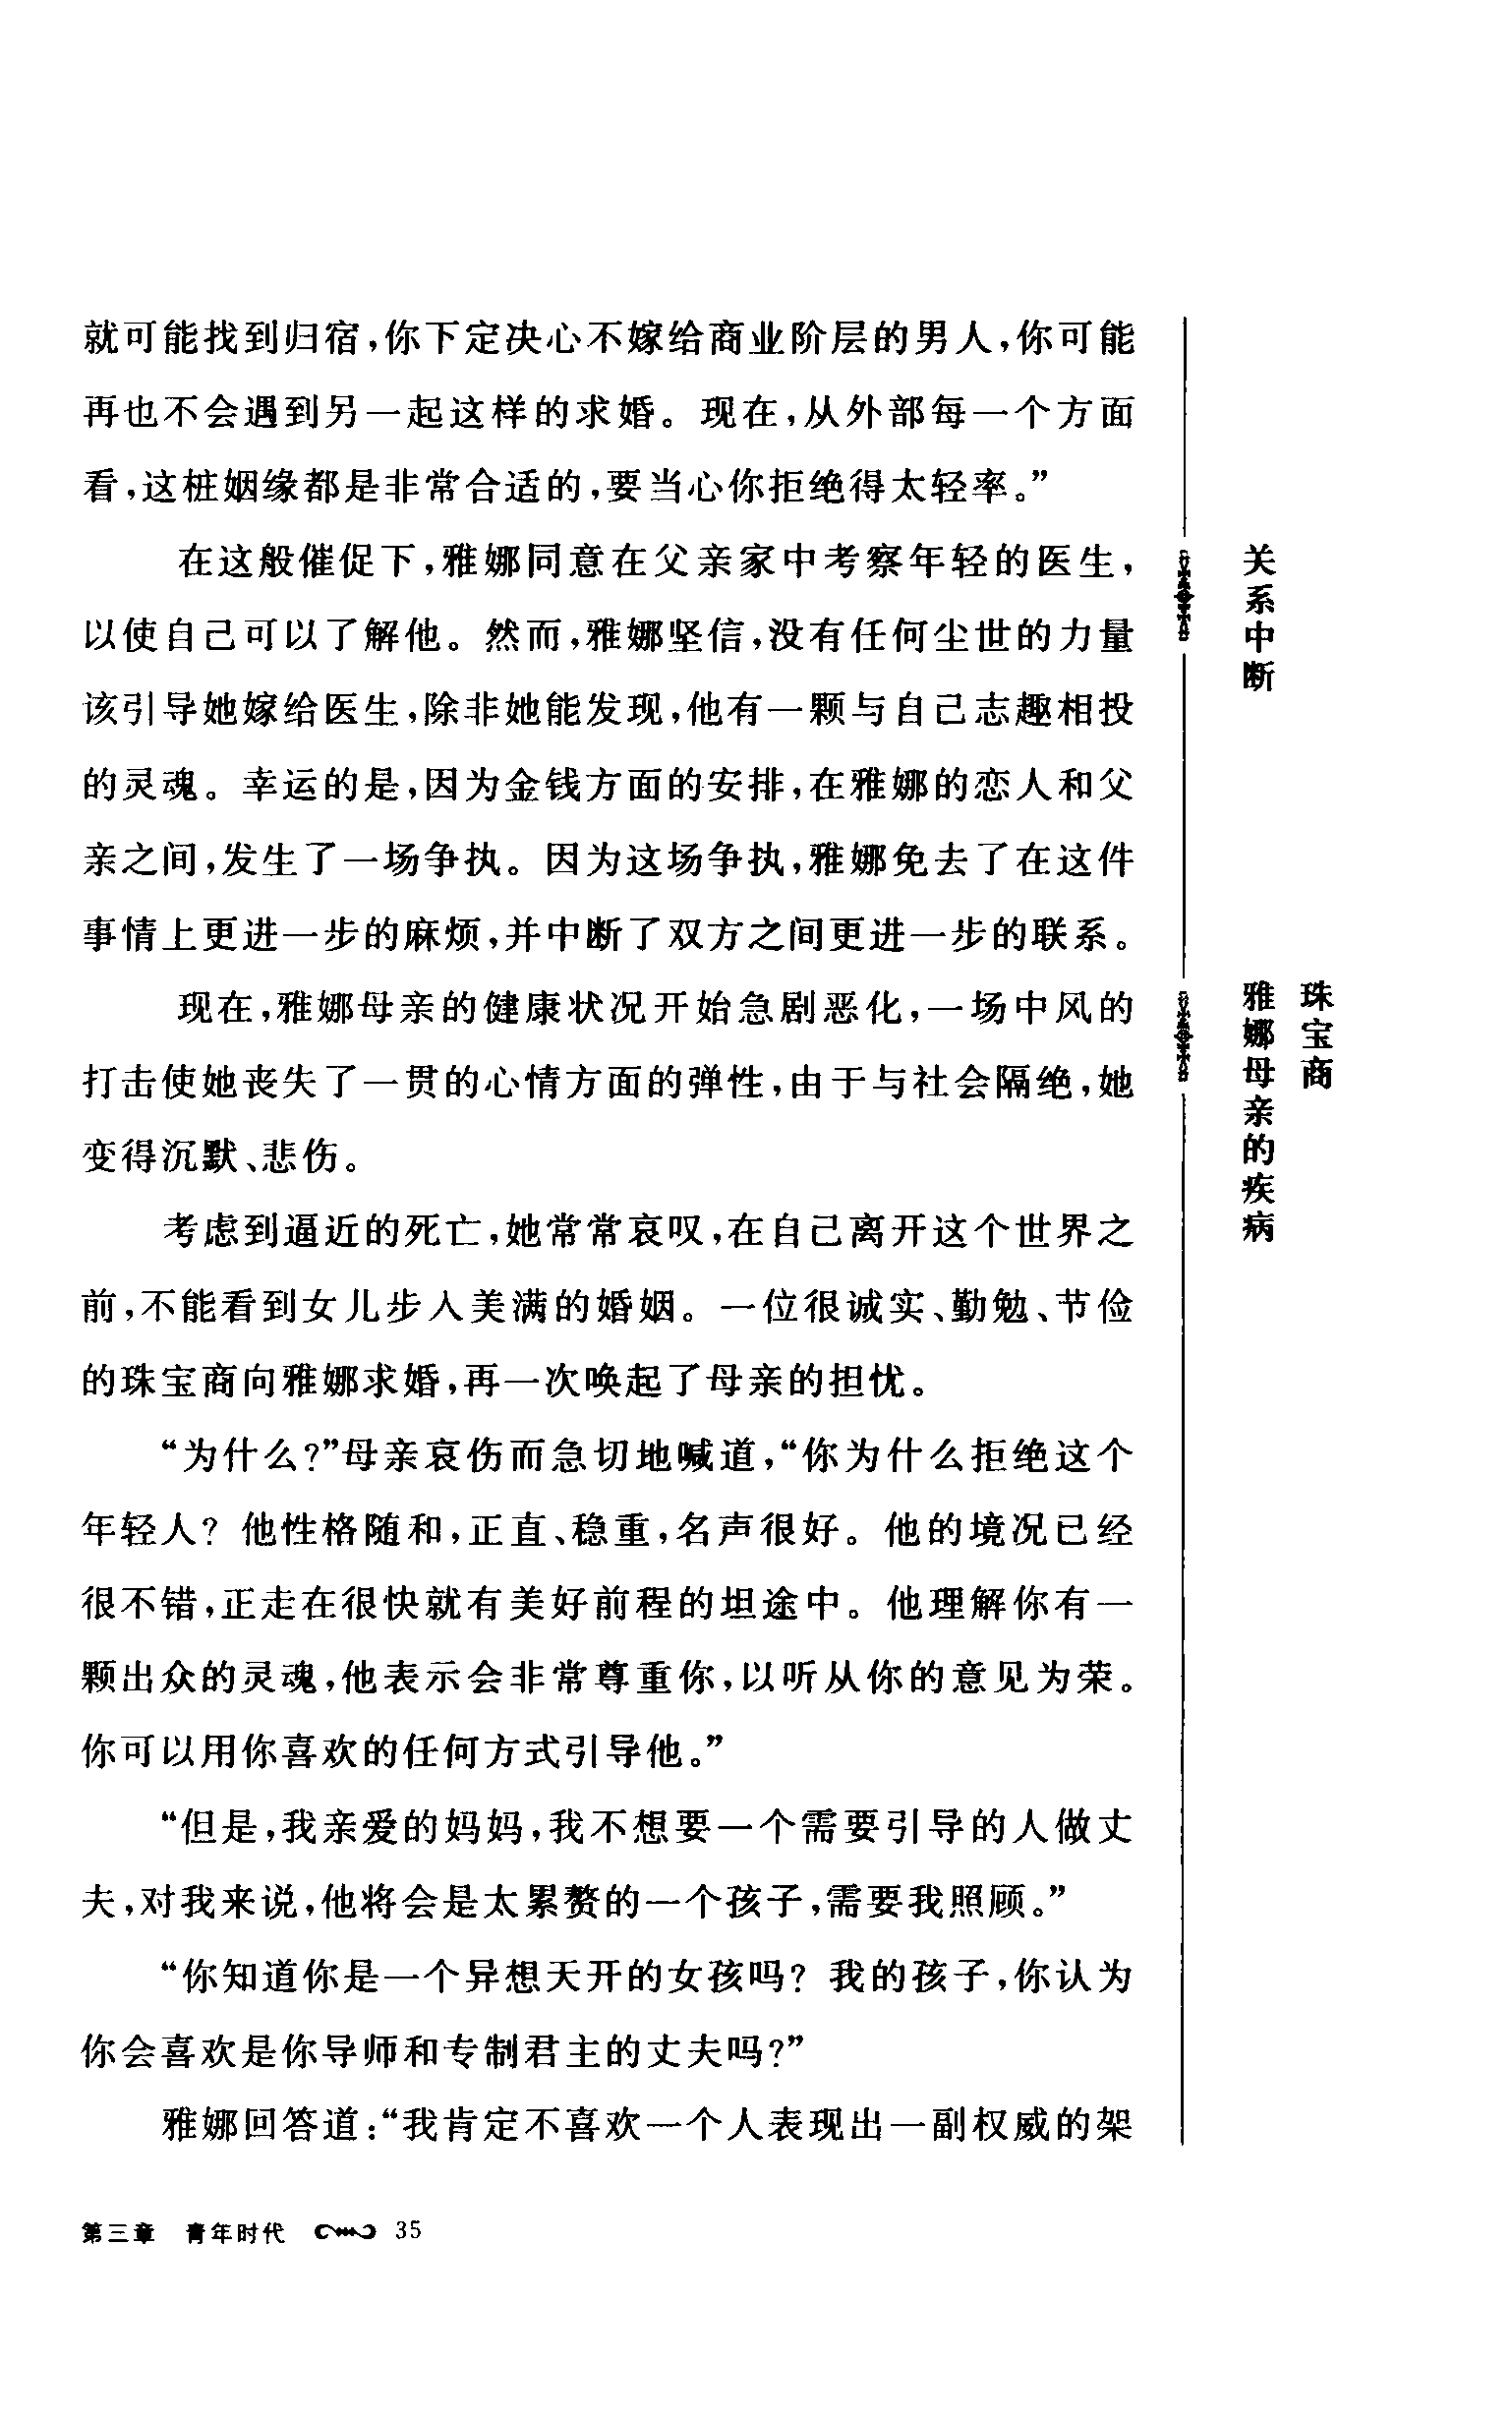 就可能找到归宿，你下定决心不嫁给商业阶层的男人，你可能
再也不会遇到另一起这样的求婚。现在，从外部每一个方面
看，这桩姻缘都是非常合适的，要当心你拒绝得太轻率。”
在这般催促下，雅娜同意在父亲家中考察年轻的医生，
以使自己可以了解他。然而，雅娜坚信，没有任何尘世的力量
该引导她嫁给医生，除非她能发现，他有一颗与自己志趣相投
的灵魂。幸运的是，因为金钱方面的安排，在雅娜的恋人和父
亲之间，发生了一场争执。因为这场争执，雅娜免去了在这件
事情上更进一步的麻烦，并中断了双方之间更进一步的联系。
现在，雅娜母亲的健康状况开始急剧恶化，一场中风的
打击使她丧失了一贯的心情方面的弹性，由于与社会隔绝，她
变得沉默、悲伤。
考虑到逼近的死亡，她常常哀叹，在自己离开这个世界之
前，不能看到女儿步入美满的婚姻。一位很诚实、勤勉、节俭
的珠宝商向雅娜求婚，再一次唤起了母亲的担忧。
“为什么？”母亲哀伤而急切地喊道，“你为什么拒绝这个
年轻人？他性格随和，正直、稳重，名声很好。他的境况已经
很不错，正走在很快就有美好前程的坦途中。他理解你有一
颗出众的灵魂，他表示会非常尊重你，以听从你的意见为荣。
你可以用你喜欢的任何方式引导他。”
“但是，我亲爱的妈妈，我不想要一个需要引导的人做丈
夫，对我来说，他将会是太累赘的一个孩子，需要我照顾。”
“你知道你是一个异想天开的女孩吗？我的孩子，你认为
你会喜欢是你导师和专制君主的丈夫吗？”
雅娜回答道：“我肯定不喜欢一个人表现出一副权威的架
关系中断
珠宝商
雅娜母亲的疾病
第三章 青年时代 35